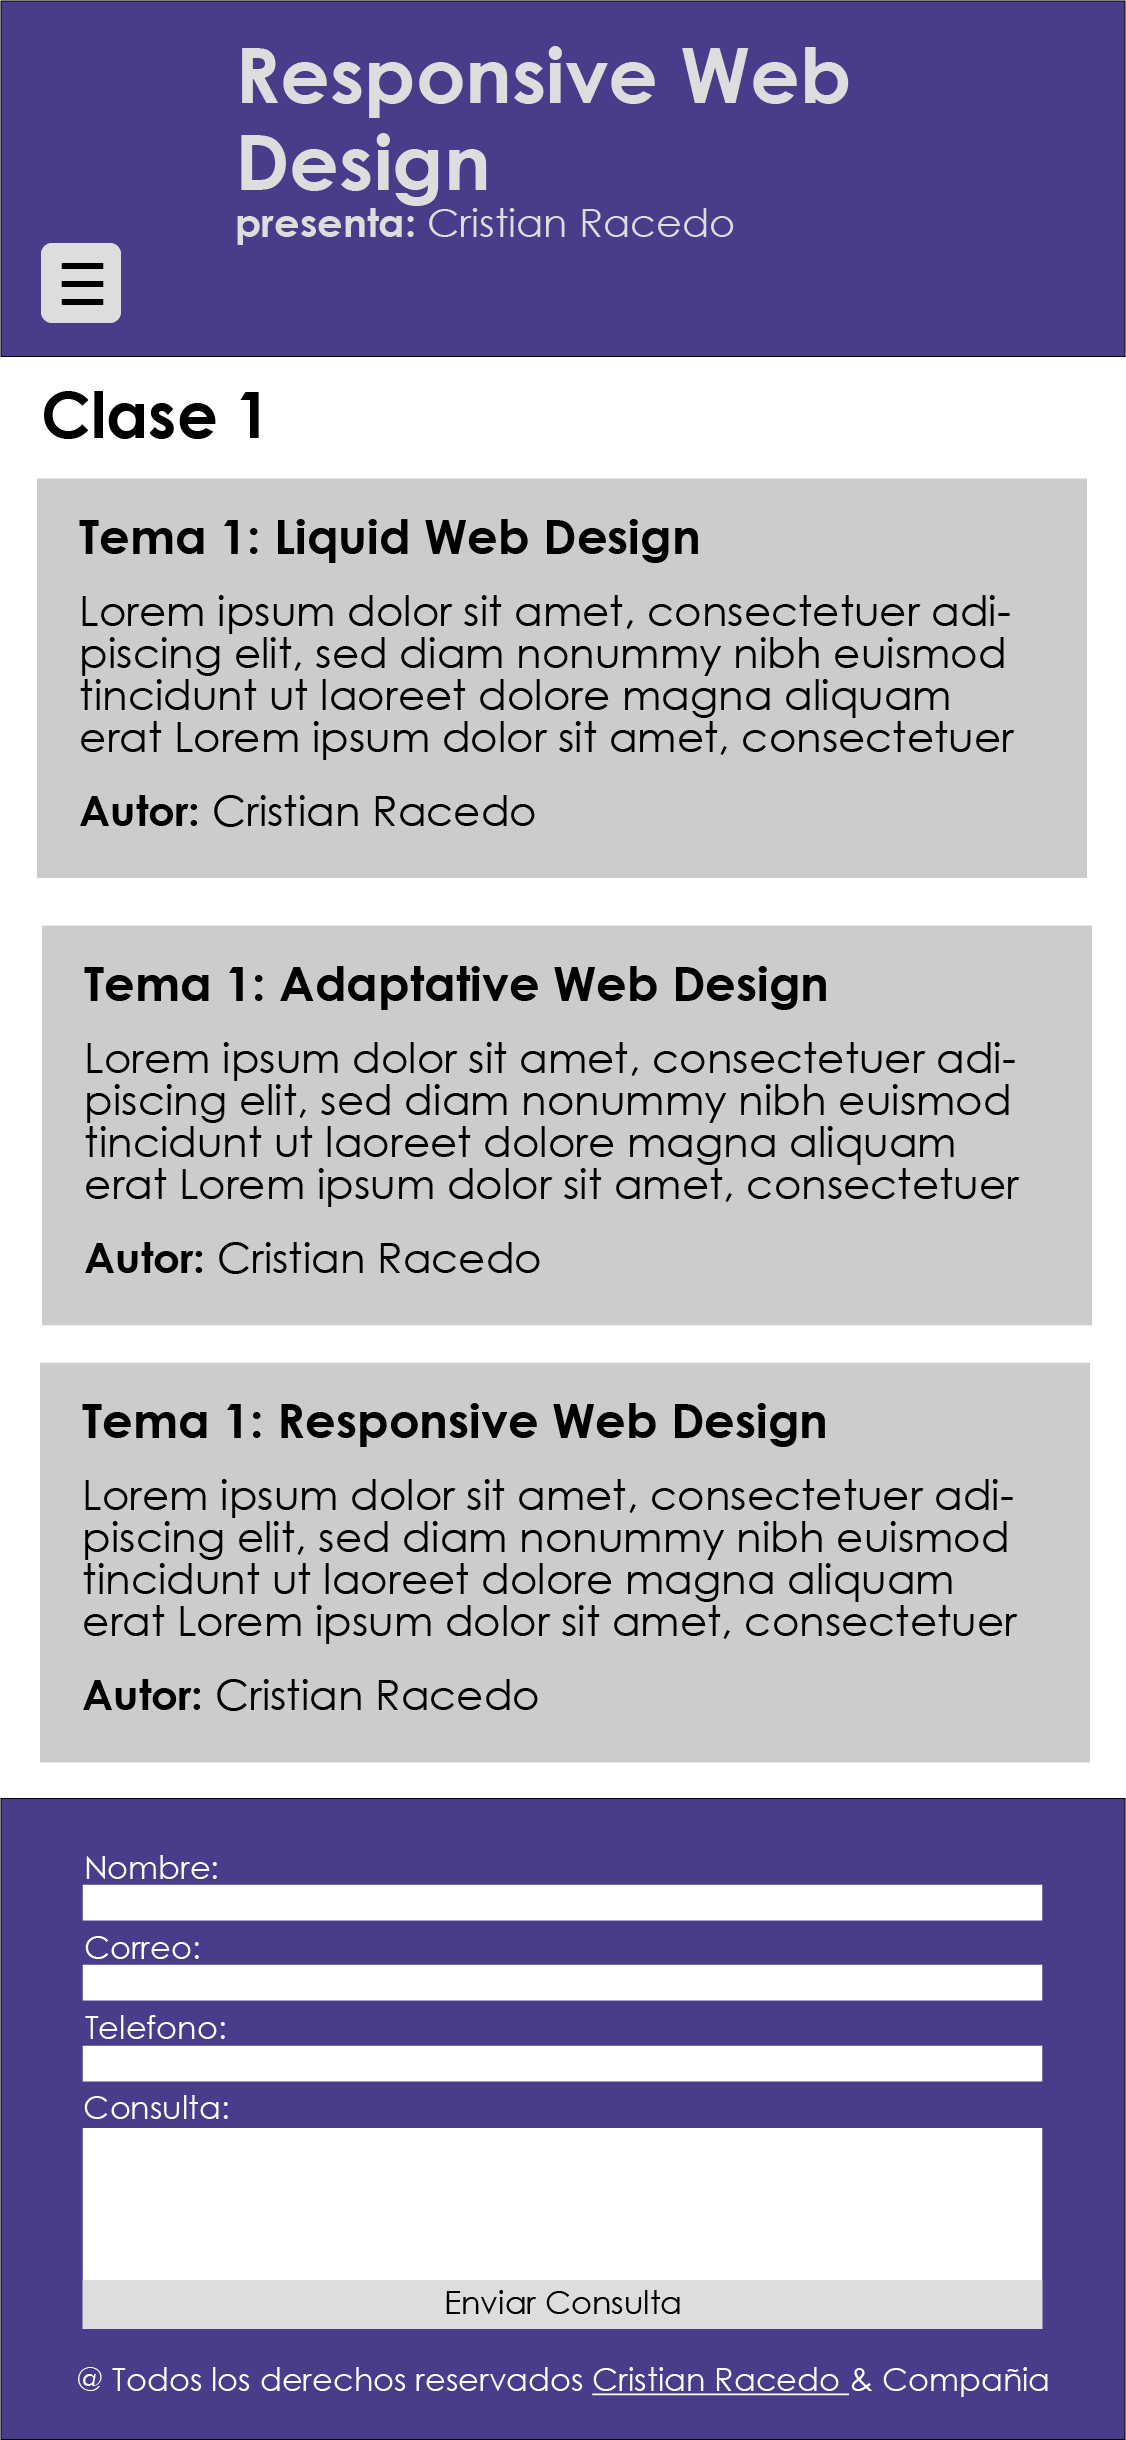 Responsive Web
Design
presenta: Cristian Racedo
Clase 1
Tema 1: Liquid Web Design
Lorem ipsum dolor sit amet, consectetuer adi-
piscing elit, sed diam nonummy nibh euismod
tincidunt ut laoreet dolore magna aliquam
erat Lorem ipsum dolor sit amet, consectetuer
Autor: Cristian Racedo
Tema 1: Adaptative Web Design
Lorem ipsum dolor sit amet, consectetuer adi-
piscing elit, sed diam nonummy nibh euismod
tincidunt ut laoreet dolore magna aliquam
erat Lorem ipsum dolor sit amet, consectetuer
Autor: Cristian Racedo
Tema 1: Responsive Web Design
Lorem ipsum dolor sit amet, consectetuer adi-
piscing elit, sed diam nonummy nibh euismod
tincidunt ut laoreet dolore magna aliquam
erat Lorem ipsum dolor sit amet, consectetuer
Autor: Cristian Racedo
Nombre:
Correo:
Telefono:
Consulta:
Enviar Consulta
@ Todos los derechos reservados Cristian Racedo & Compañia